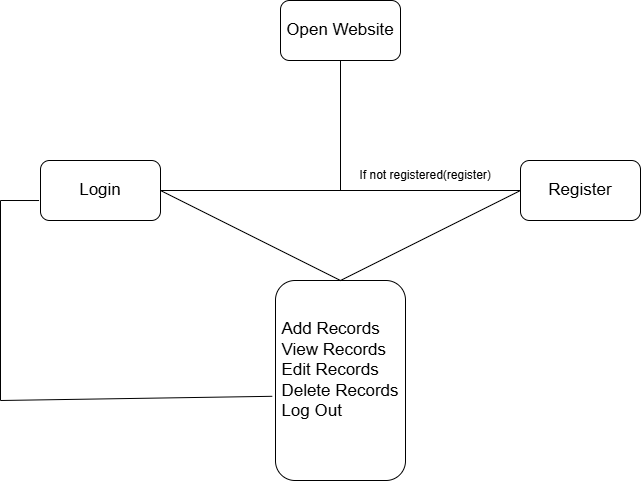 Open Website
If not registered(register)
Login
Register
Add Records
View Records
Edit Records
Delete Records
Log Out